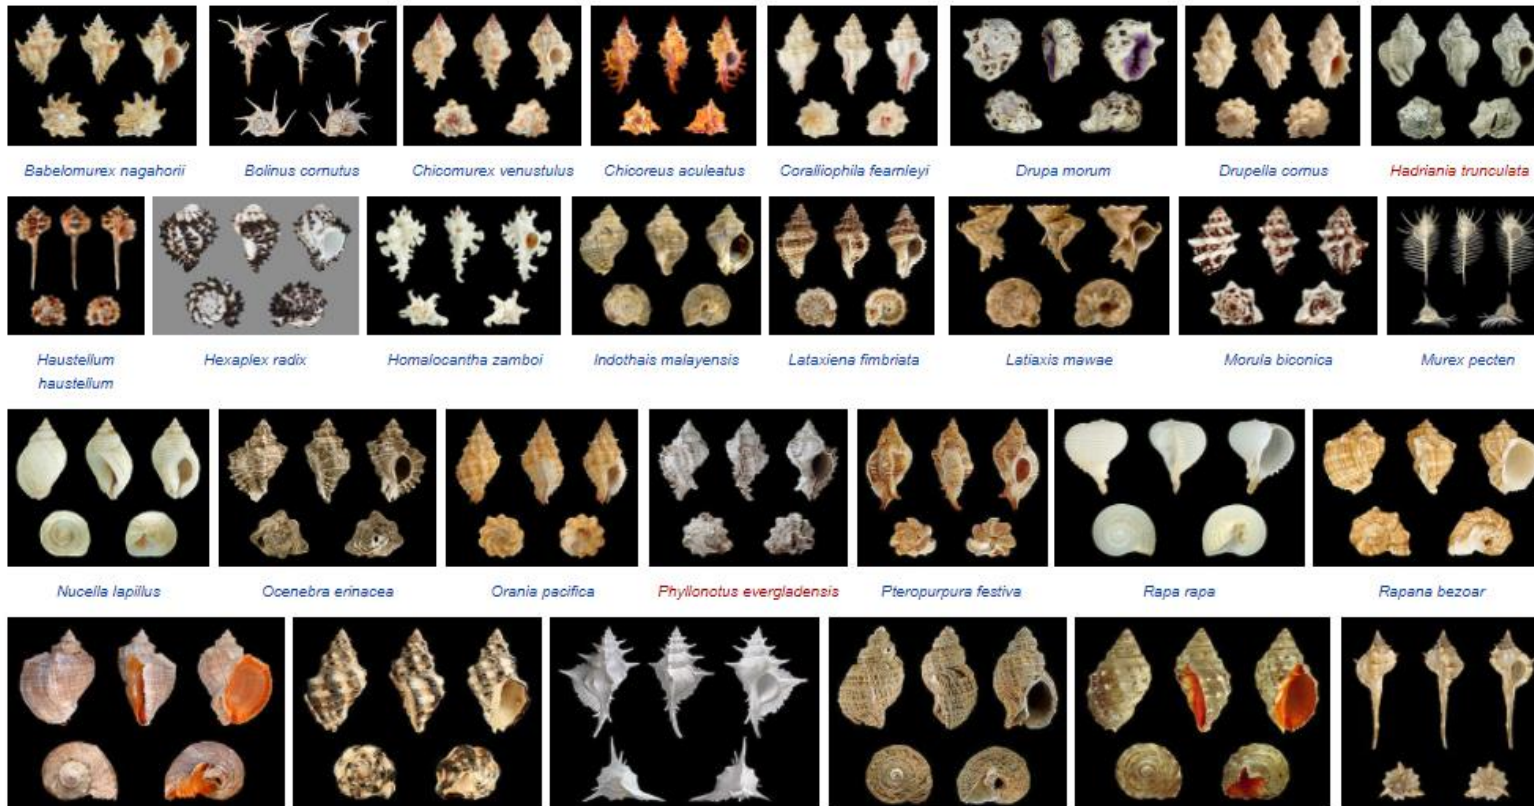 Babelomurex nagahorii
Bolinus cornutus
Chicomurex venustulus
Chicoreus aculeatus
Coralliophila fearnleyi
Drupa morum
Drupella cornus
Hadriania trunculata
Haustellum
haustellum
Hexaplex radix
Homalocantha zamboi
Indothais malayensis
Lataxiena fimbriata
Latiaxis mawae
Morula biconica
Murex pecten
Nucella lapillus
Ocenebra erinacea
Orania pacifica
Phyllonotus evergladensis
Pteropurpura festiva
Rapa rapa
Rapana bezoar